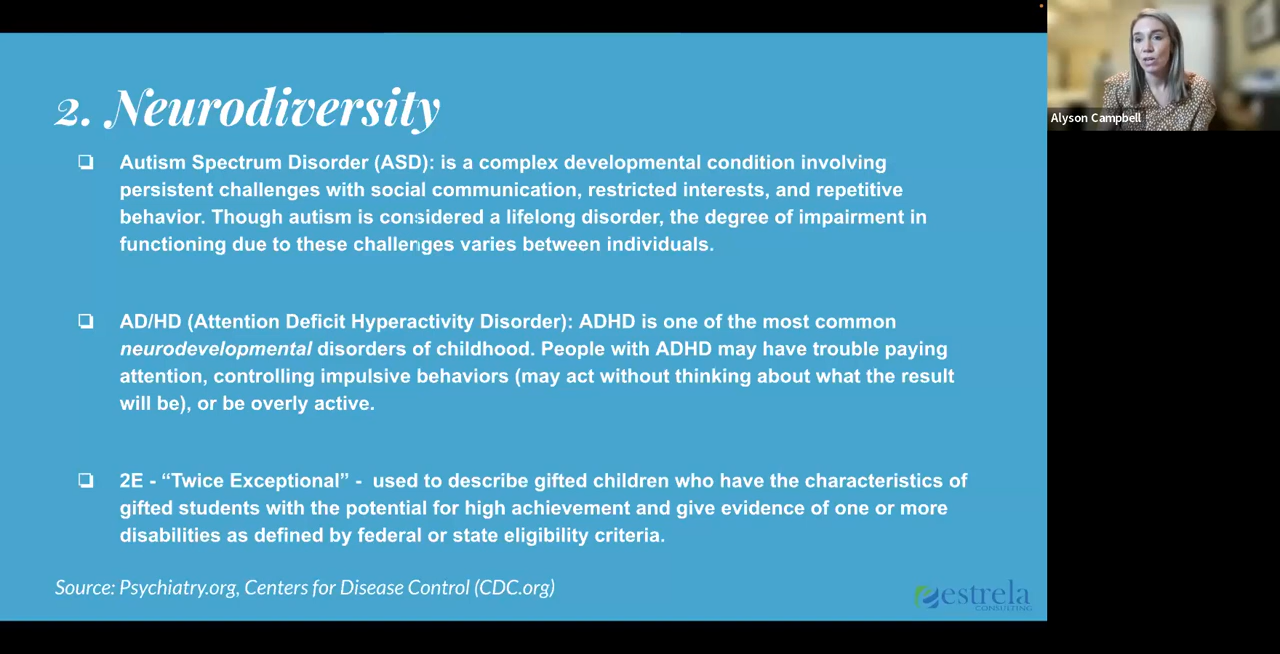 2. Neurodiversity
❏ Autism Spectrum Disorder (ASD): is a complex developmental condition involving
persistent challenges with social communication, restricted interests, and repetitive
behavior. Though autism is considered a lifelong disorder, the degree of impairment in
functioning due to these challenges varies between individuals.
❏ AD/HD (Attention Deficit Hyperactivity Disorder): ADHD is one of the most common
neurodevelopmental disorders of childhood. People with ADHD may have trouble paying
attention, controlling impulsive behaviors (may act without thinking about what the result
will be), or be overly active.
❏ 2E - “Twice Exceptional” - used to describe gifted children who have the characteristics of
gifted students with the potential for high achievement and give evidence of one or more
disabilities as defined by federal or state eligibility criteria.
Source: Psychiatry.org, Centers for Disease Control (CDC.org)
estrela
CONSULTING
Alyson Campbell